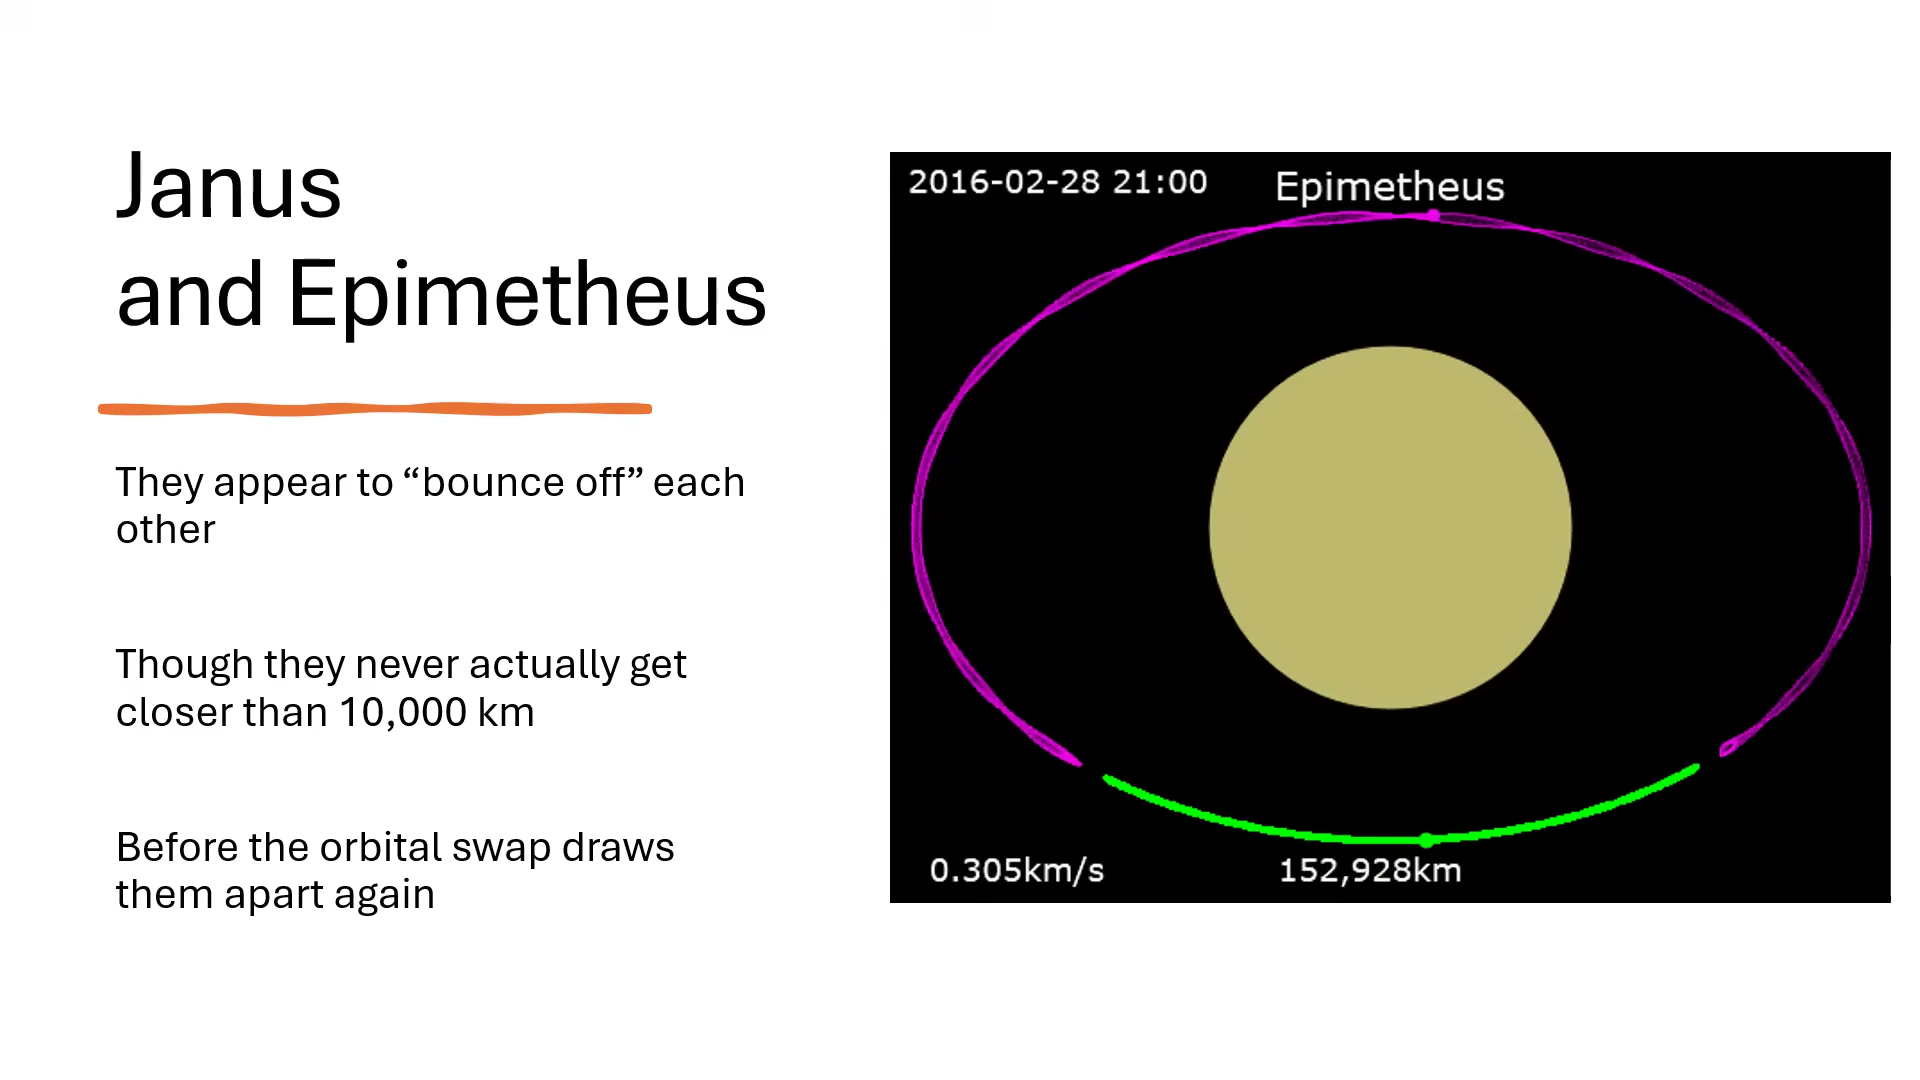 Janus
and Epimetheus
They appear to “bounce off” each
other
Though they never actually get
closer than 10,000 km
Before the orbital swap draws
them apart again
2016-02-28 21:00
Epimetheus
0.305km/s
152,928km